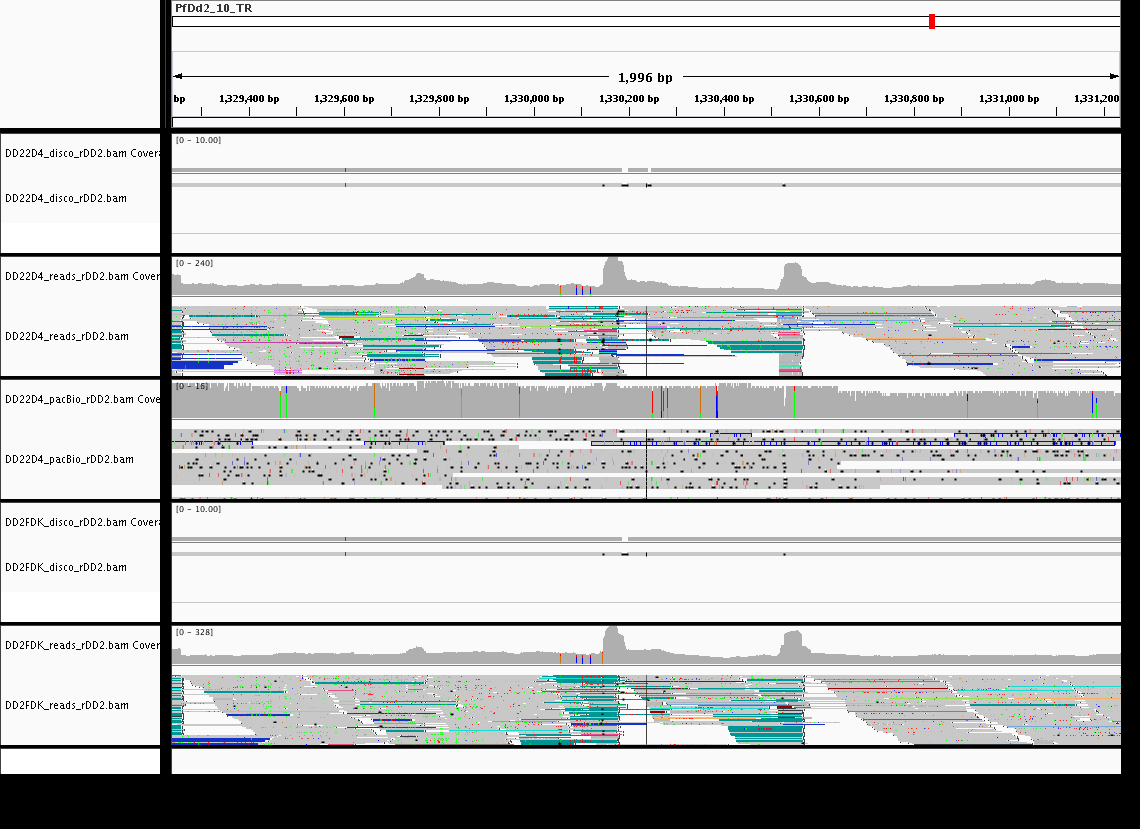 PfDd2_10_TR
1,996 bp
bp 1,329,400 bp 1,329,600 bp 1,329,800 bp 1,330,000 bp 1,330,200 bp 1,330,400 bp 1,330,600 bp 1,330,800 bp 1,331,000 bp 1,331,200
[0 - 10.00]
DD22D4_disco_rDD2.bam Covera
DD22D4_disco_rDD2.bam
[0 - 240]
DD22D4_reads_rDD2.bam Cover
DD22D4_reads_rDD2.bam
[0 - 16]
DD22D4_pacBio_rDD2.bam Cove
DD22D4_pacBio_rDD2.bam
[0 - 10.00]
DD2FDK_disco_rDD2.bam Covera
DD2FDK_disco_rDD2.bam
[0 - 328]
DD2FDK_reads_rDD2.bam Cover
DD2FDK_reads_rDD2.bam